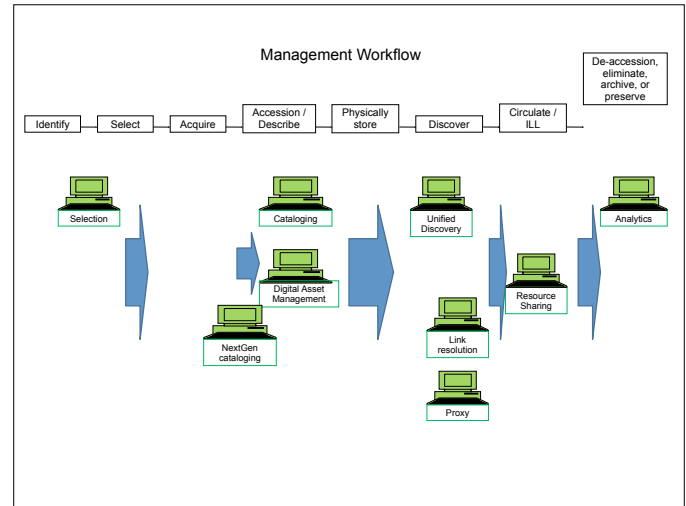 Management Workflow
De-accession,
eliminate,
archive, or
preserve
Identify
Select
Acquire
Accession /
Describe
Physically
store
Discover
Circulate /
ILL
Selection
Cataloging
Unified
Discovery
Analytics
Digital Asset
Management
Resource
Sharing
NextGen
cataloging
Link
resolution
Proxy